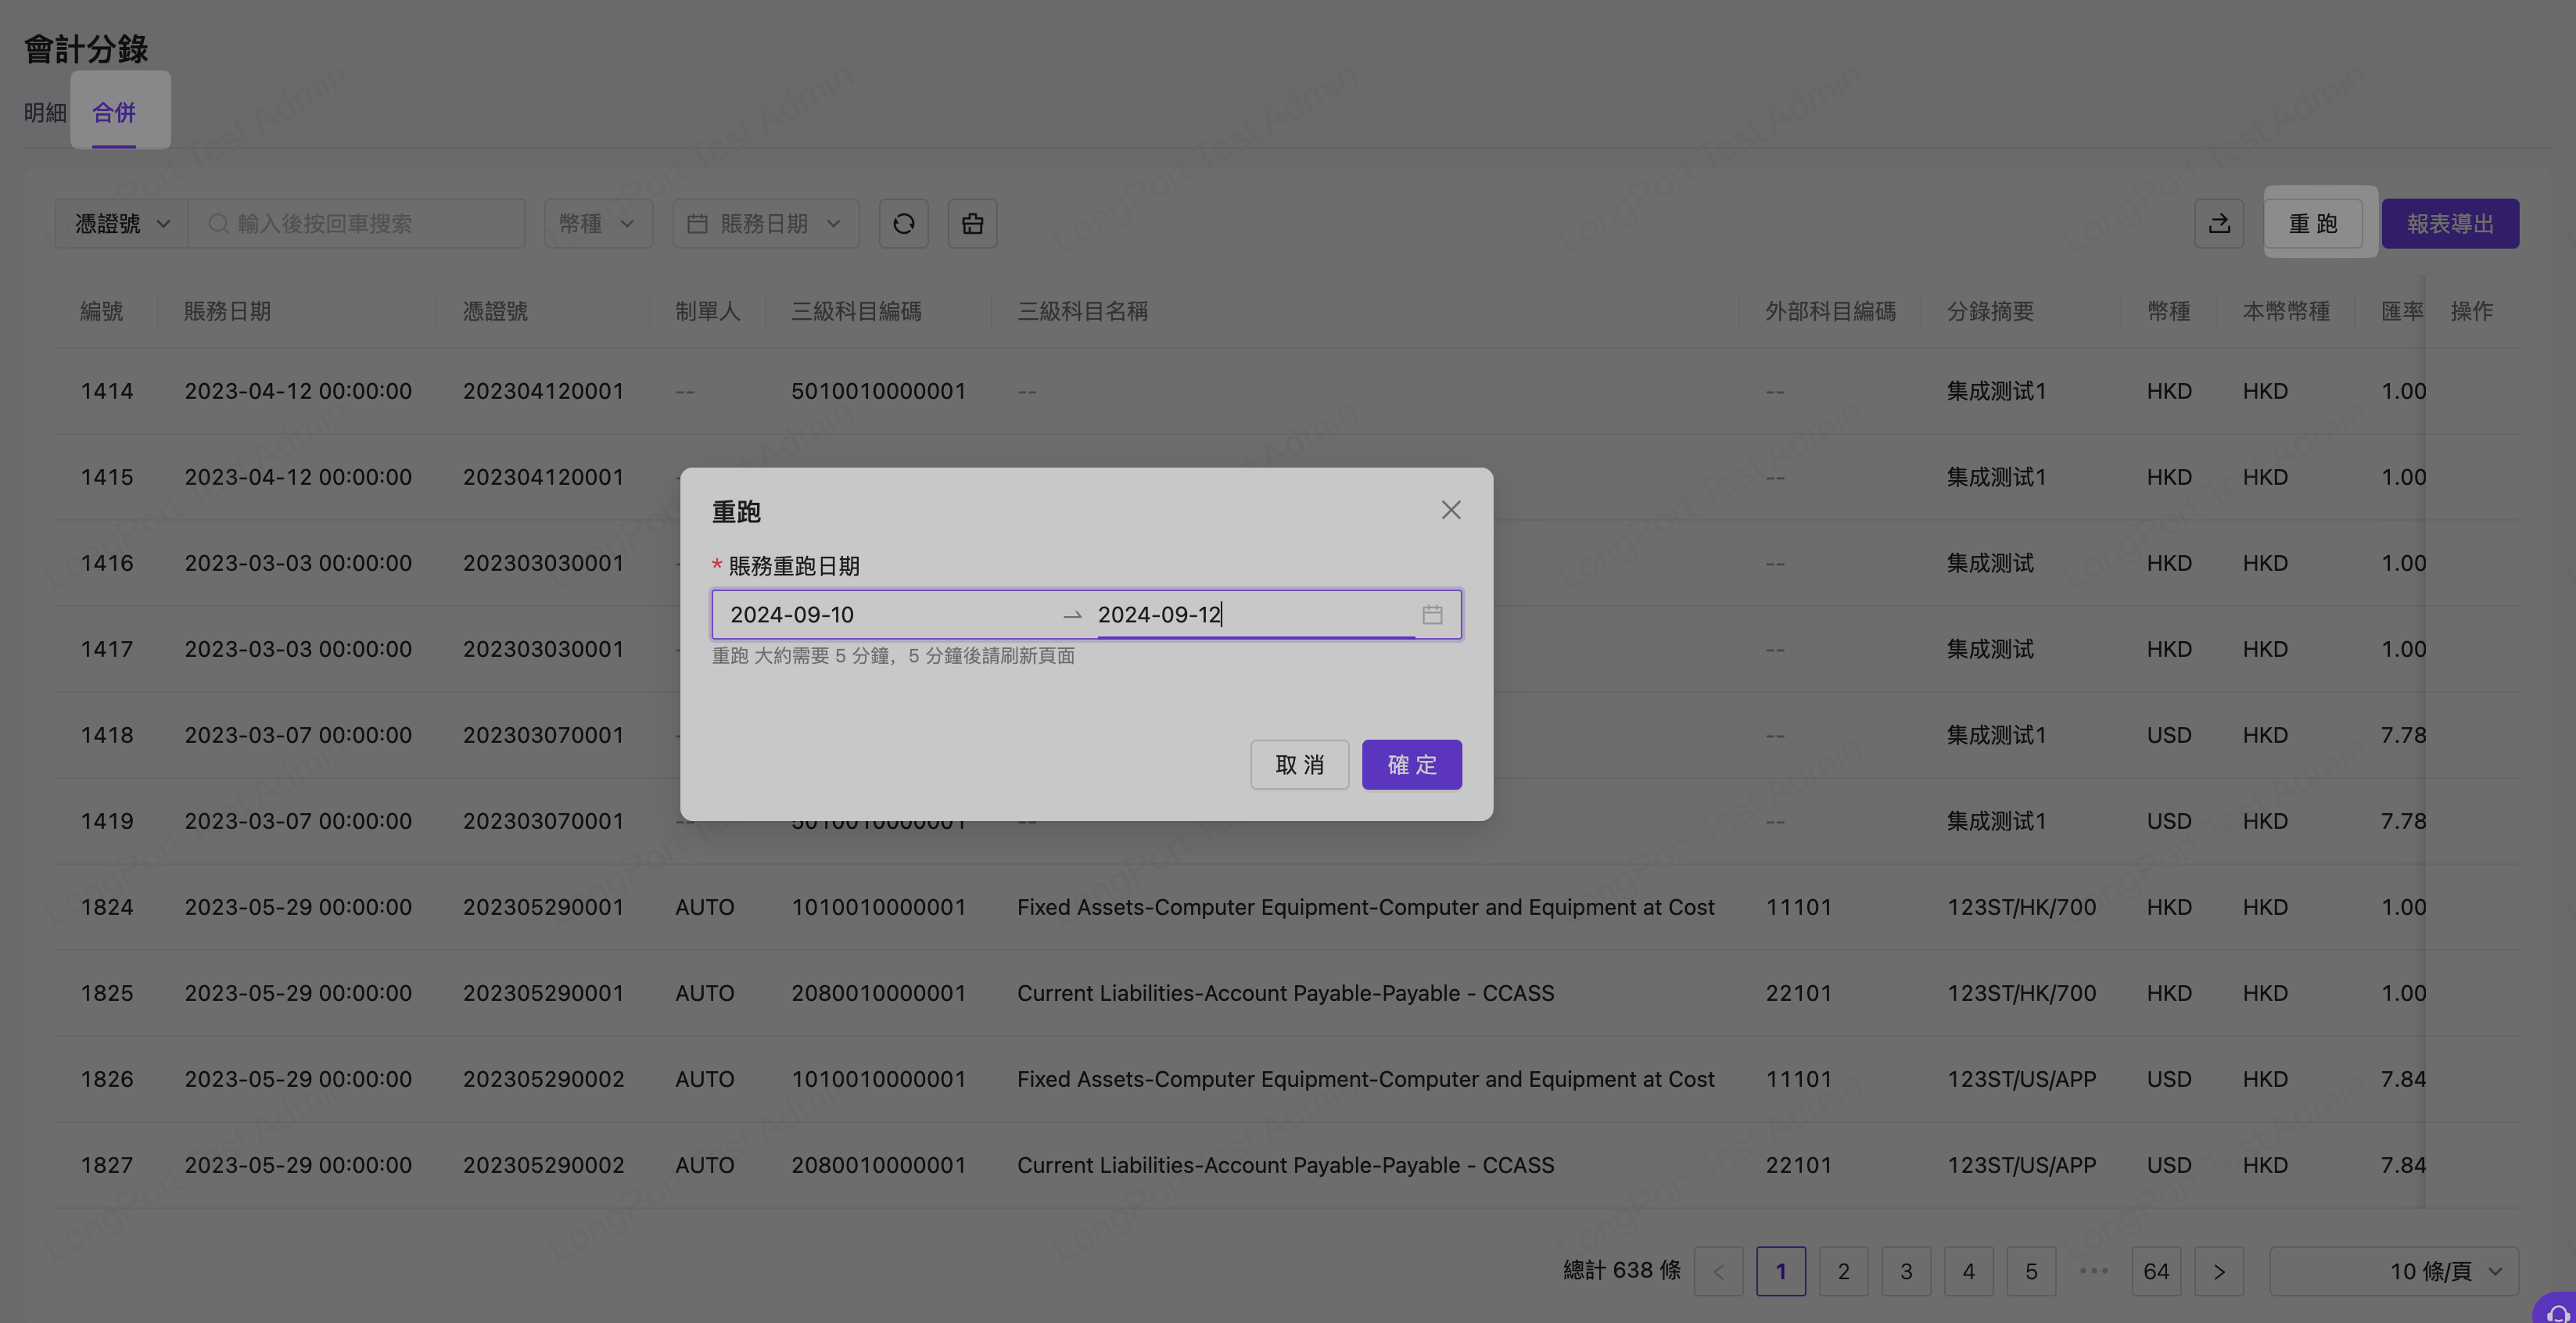 會計分錄
明細 合併
憑證號 輸入後按回車搜索 幣種 賬務日期 重 跑 報表導出
編號 賬務日期 憑證號 制單人 三級科目編碼 三級科目名稱 外部科目編碼 分錄摘要 幣種 本幣幣種 匯率 操作
1414 2023-04-12 00:00:00 202304120001 -- 5010010000001 -- -- 集成测试1 HKD HKD 1.00
1415 2023-04-12 00:00:00 202304120001 -- 集成测试1 HKD HKD 1.00
1416 2023-03-03 00:00:00 202303030001 -- 集成测试 HKD HKD 1.00
1417 2023-03-03 00:00:00 202303030001 -- 集成测试 HKD HKD 1.00
1418 2023-03-07 00:00:00 202303070001 -- 集成测试1 USD HKD 7.78
1419 2023-03-07 00:00:00 202303070001 -- 5010010000001 -- -- 集成测试1 USD HKD 7.78
1824 2023-05-29 00:00:00 202305290001 AUTO 1010010000001 Fixed Assets-Computer Equipment-Computer and Equipment at Cost 11101 123ST/HK/700 HKD HKD 1.00
1825 2023-05-29 00:00:00 202305290001 AUTO 2080010000001 Current Liabilities-Account Payable-Payable - CCASS 22101 123ST/HK/700 HKD HKD 1.00
1826 2023-05-29 00:00:00 202305290002 AUTO 1010010000001 Fixed Assets-Computer Equipment-Computer and Equipment at Cost 11101 123ST/US/APP USD HKD 7.84
1827 2023-05-29 00:00:00 202305290002 AUTO 2080010000001 Current Liabilities-Account Payable-Payable - CCASS 22101 123ST/US/APP USD HKD 7.84
總計 638 條 < 1 2 3 4 5 ••• 64 > 10 條/頁
重跑
* 賬務重跑日期
2024-09-10 → 2024-09-12
重跑 大約需要 5 分鐘，5 分鐘後請刷新頁面
取 消 確 定
LongPort Test Admin